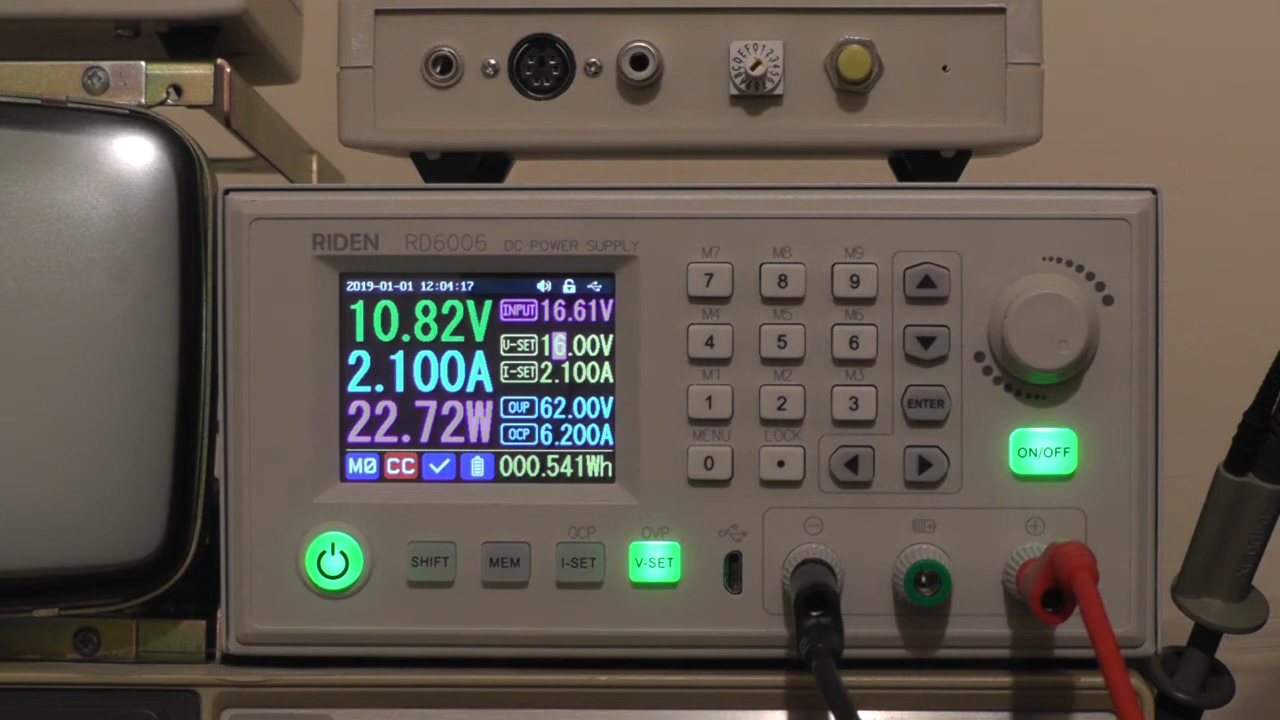 RIDEN RD6006 DC POWER SUPPLY
2019-01-01 12:04:17
10.82V
INPUT 16.61V
V-SET 16.00V
2.100A
I-SET 2.100A
22.72W
OVP 62.00V
OCP 6.200A
M0 CC 000.541Wh
M7 M8 M9
7 8 9
M4 M5 M6
4 5 6
M1 M2 M3
1 2 3 ENTER
MENU LOCK
0 •
ON/OFF
OCP OVP
SHIFT MEM I-SET V-SET